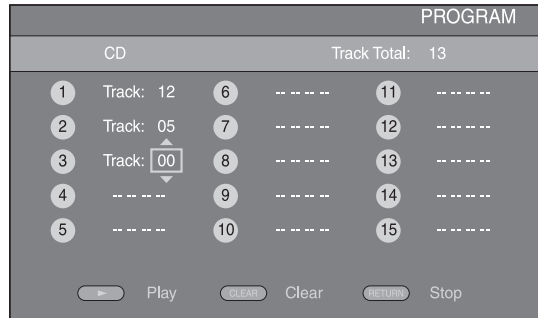 PROGRAM
CD Track Total: 13
1 Track: 12 6 -- -- -- -- 11 -- -- -- --
2 Track: 05 7 -- -- -- -- 12 -- -- -- --
3 Track: 00 8 -- -- -- -- 13 -- -- -- --
4 -- -- -- -- 9 -- -- -- -- 14 -- -- -- --
5 -- -- -- -- 10 -- -- -- -- 15 -- -- -- --
Play CLEAR Clear RETURN Stop